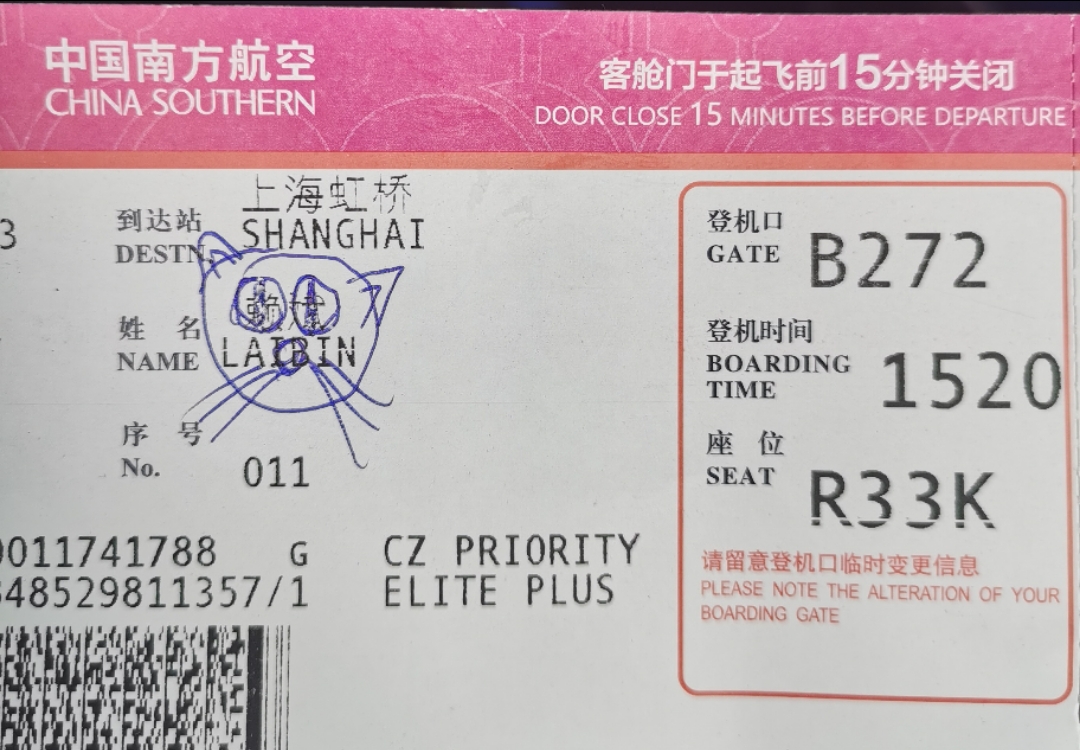 中国南方航空
CHINA SOUTHERN
客舱门于起飞前15分钟关闭
DOOR CLOSE 15 MINUTES BEFORE DEPARTURE
上海虹桥
3 到达站
DESTN. SHANGHAI
姓 名
NAME LAIBIN
序 号
No. 011
登机口
GATE B272
登机时间
BOARDING TIME 1520
座 位
SEAT R33K
0011741788 G CZ PRIORITY
348529811357/1 ELITE PLUS
请留意登机口临时变更信息
PLEASE NOTE THE ALTERATION OF YOUR
BOARDING GATE